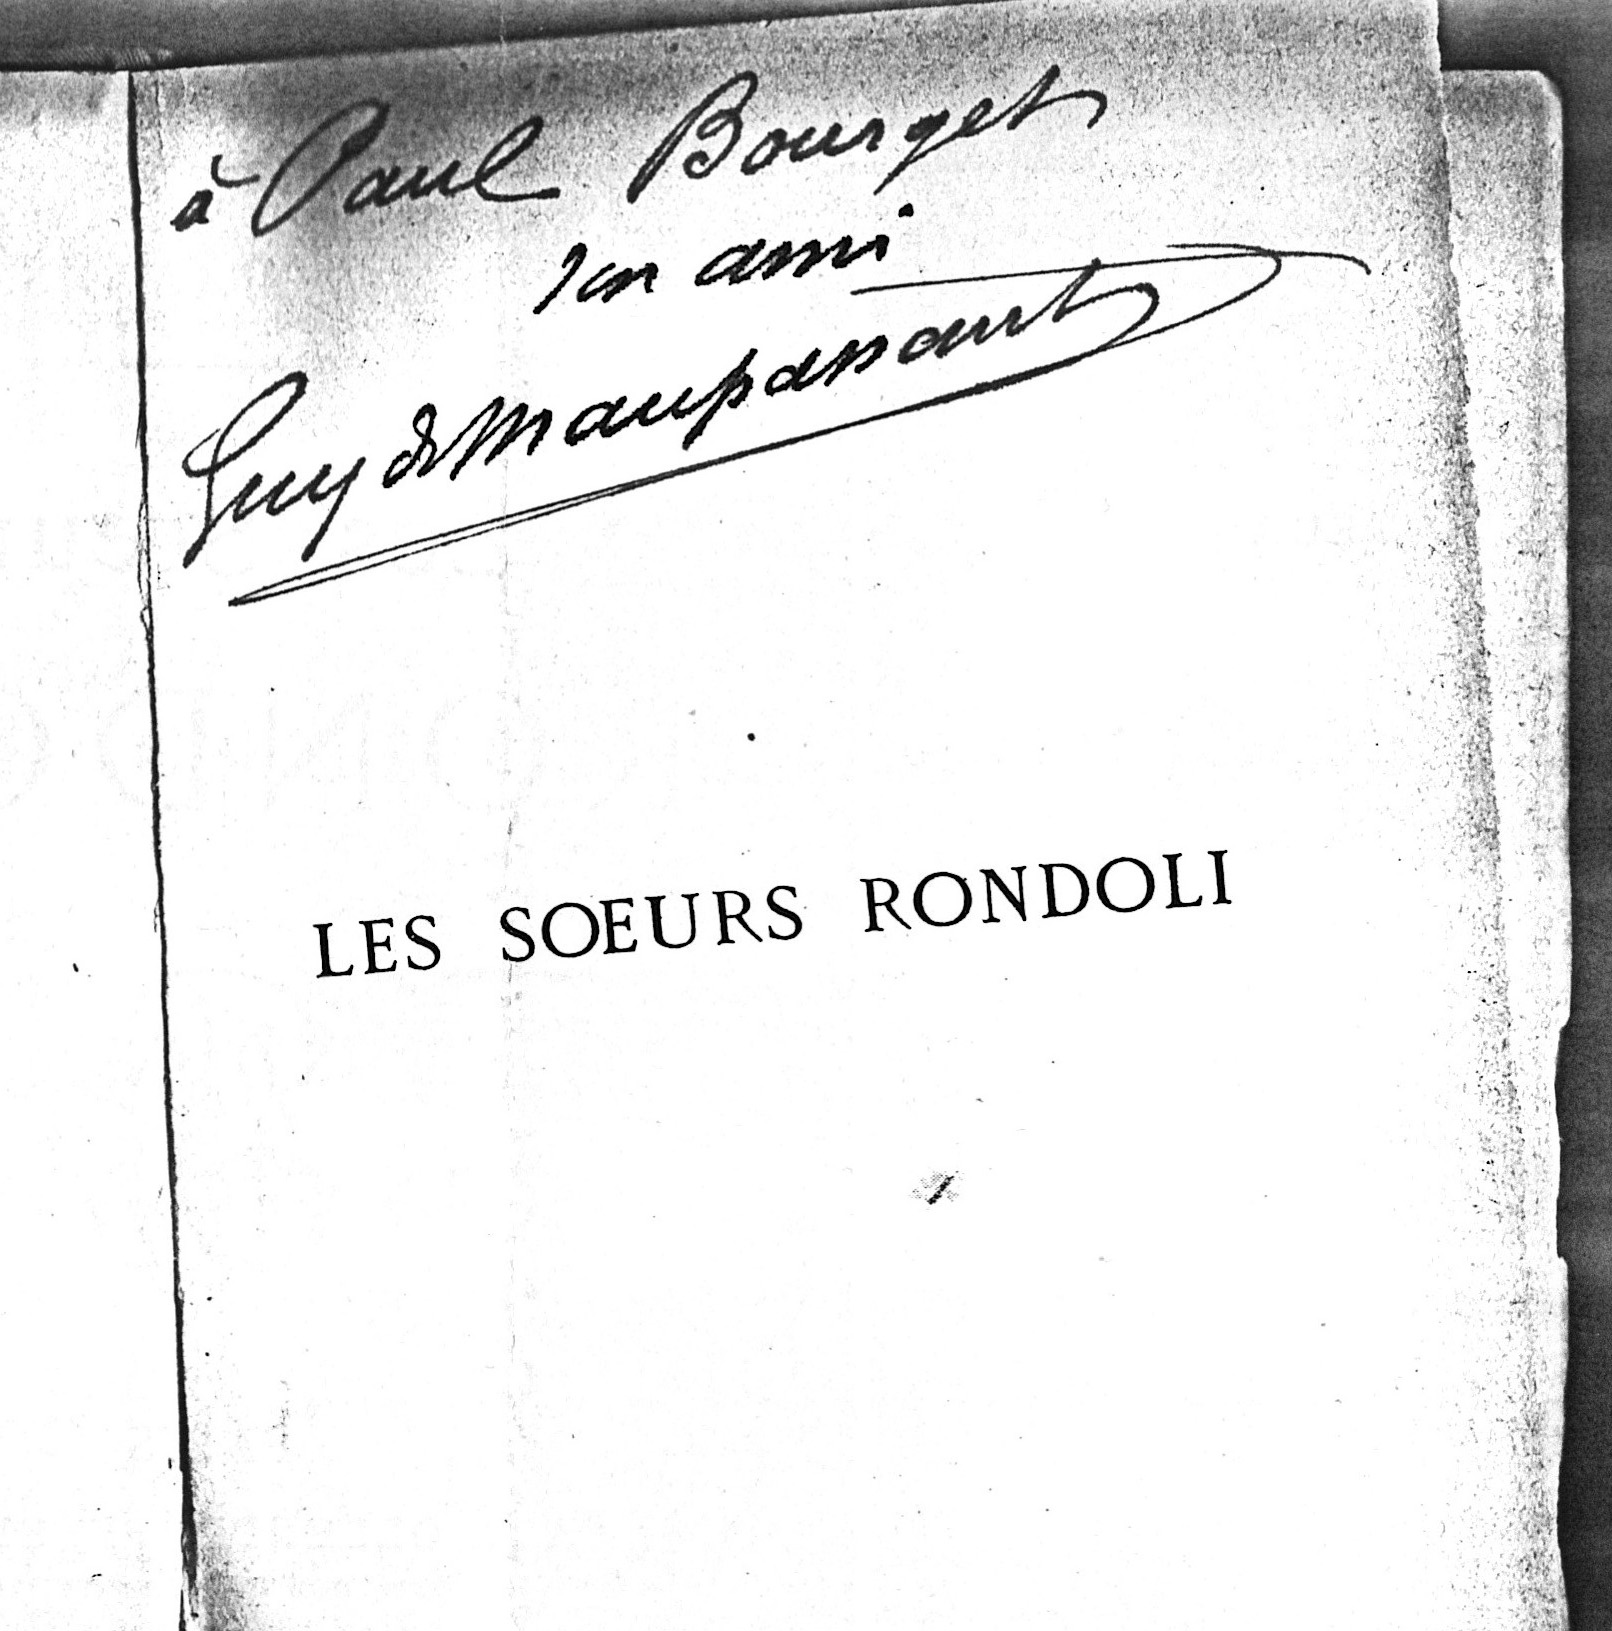 à Paul Bourget
son ami
Guy de Maupassant
LES SOEURS RONDOLI